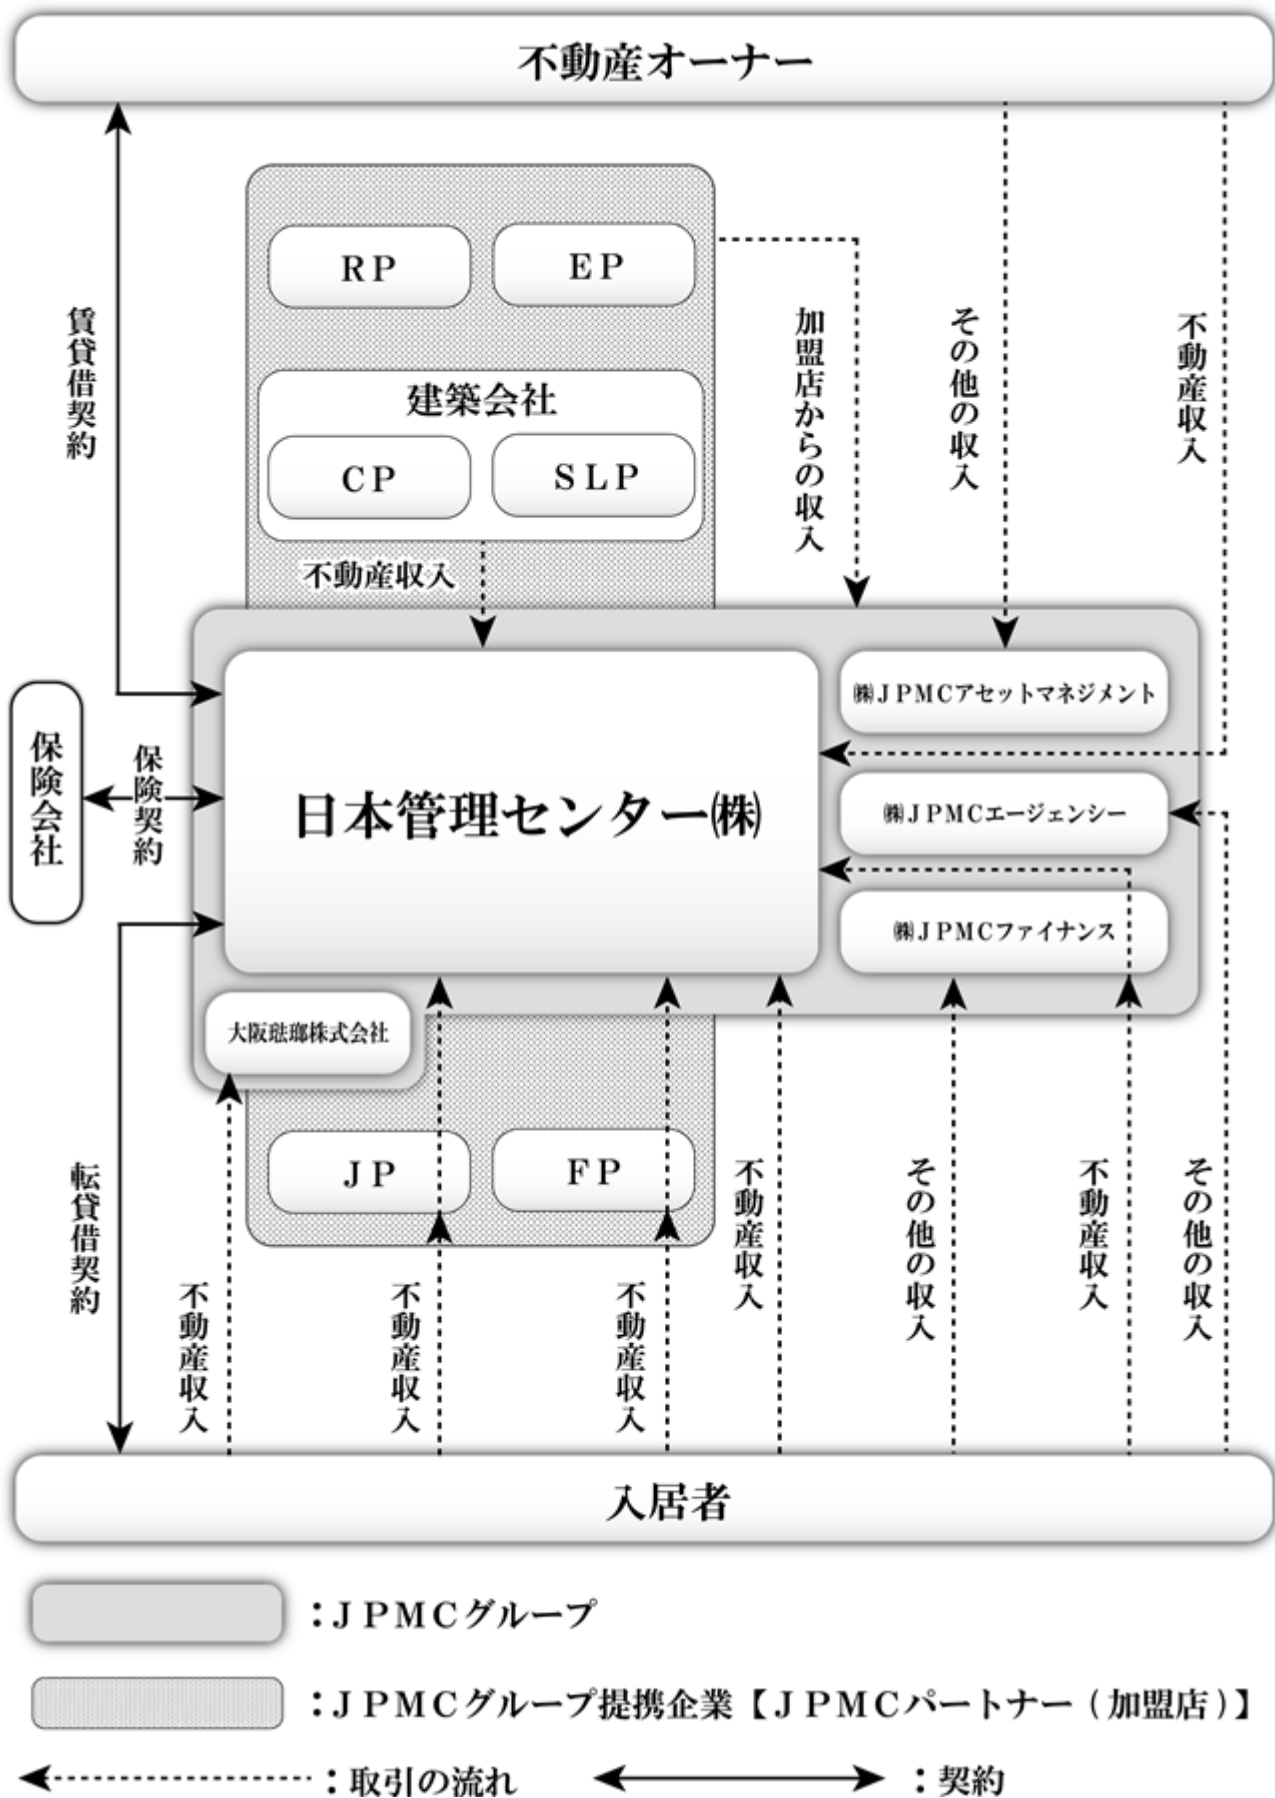 不動産オーナー
賃貸借契約
RP
EP
建築会社
CP
SLP
不動産収入
加盟店からの収入
その他の収入
不動産収入
保険会社
保険契約
日本管理センター㈱
㈱JPMCアセットマネジメント
㈱JPMCエージェンシー
㈱JPMCファイナンス
大阪琺瑯株式会社
JP
FP
転貸借契約
不動産収入
不動産収入
不動産収入
不動産収入
その他の収入
不動産収入
その他の収入
入居者
：JPMCグループ
：JPMCグループ提携企業【JPMCパートナー(加盟店)】
：取引の流れ
：契約